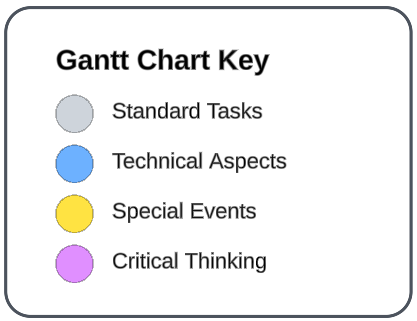 Gantt Chart Key
Standard Tasks
Technical Aspects
Special Events
Critical Thinking